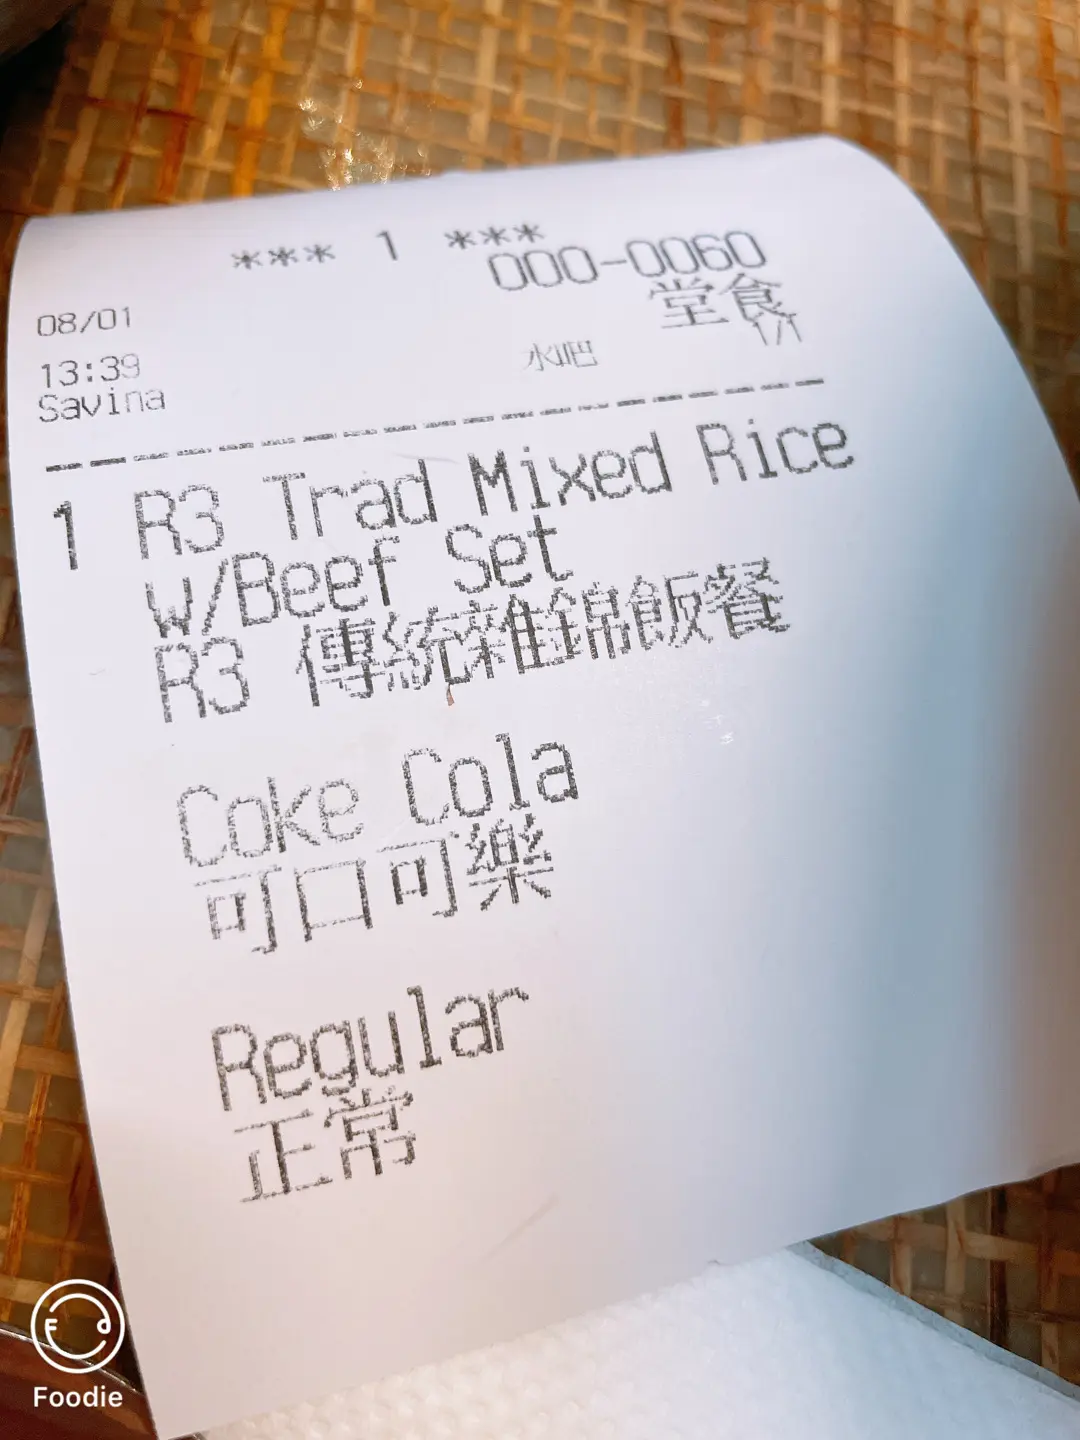 *** 1 ***
000-0060
08/01
堂食
1/1
13:39
水吧
Savina
1 R3 Trad Mixed Rice
w/Beef Set
R3 傳統雜錦飯餐
Coke Cola
可口可樂
Regular
正常
Foodie